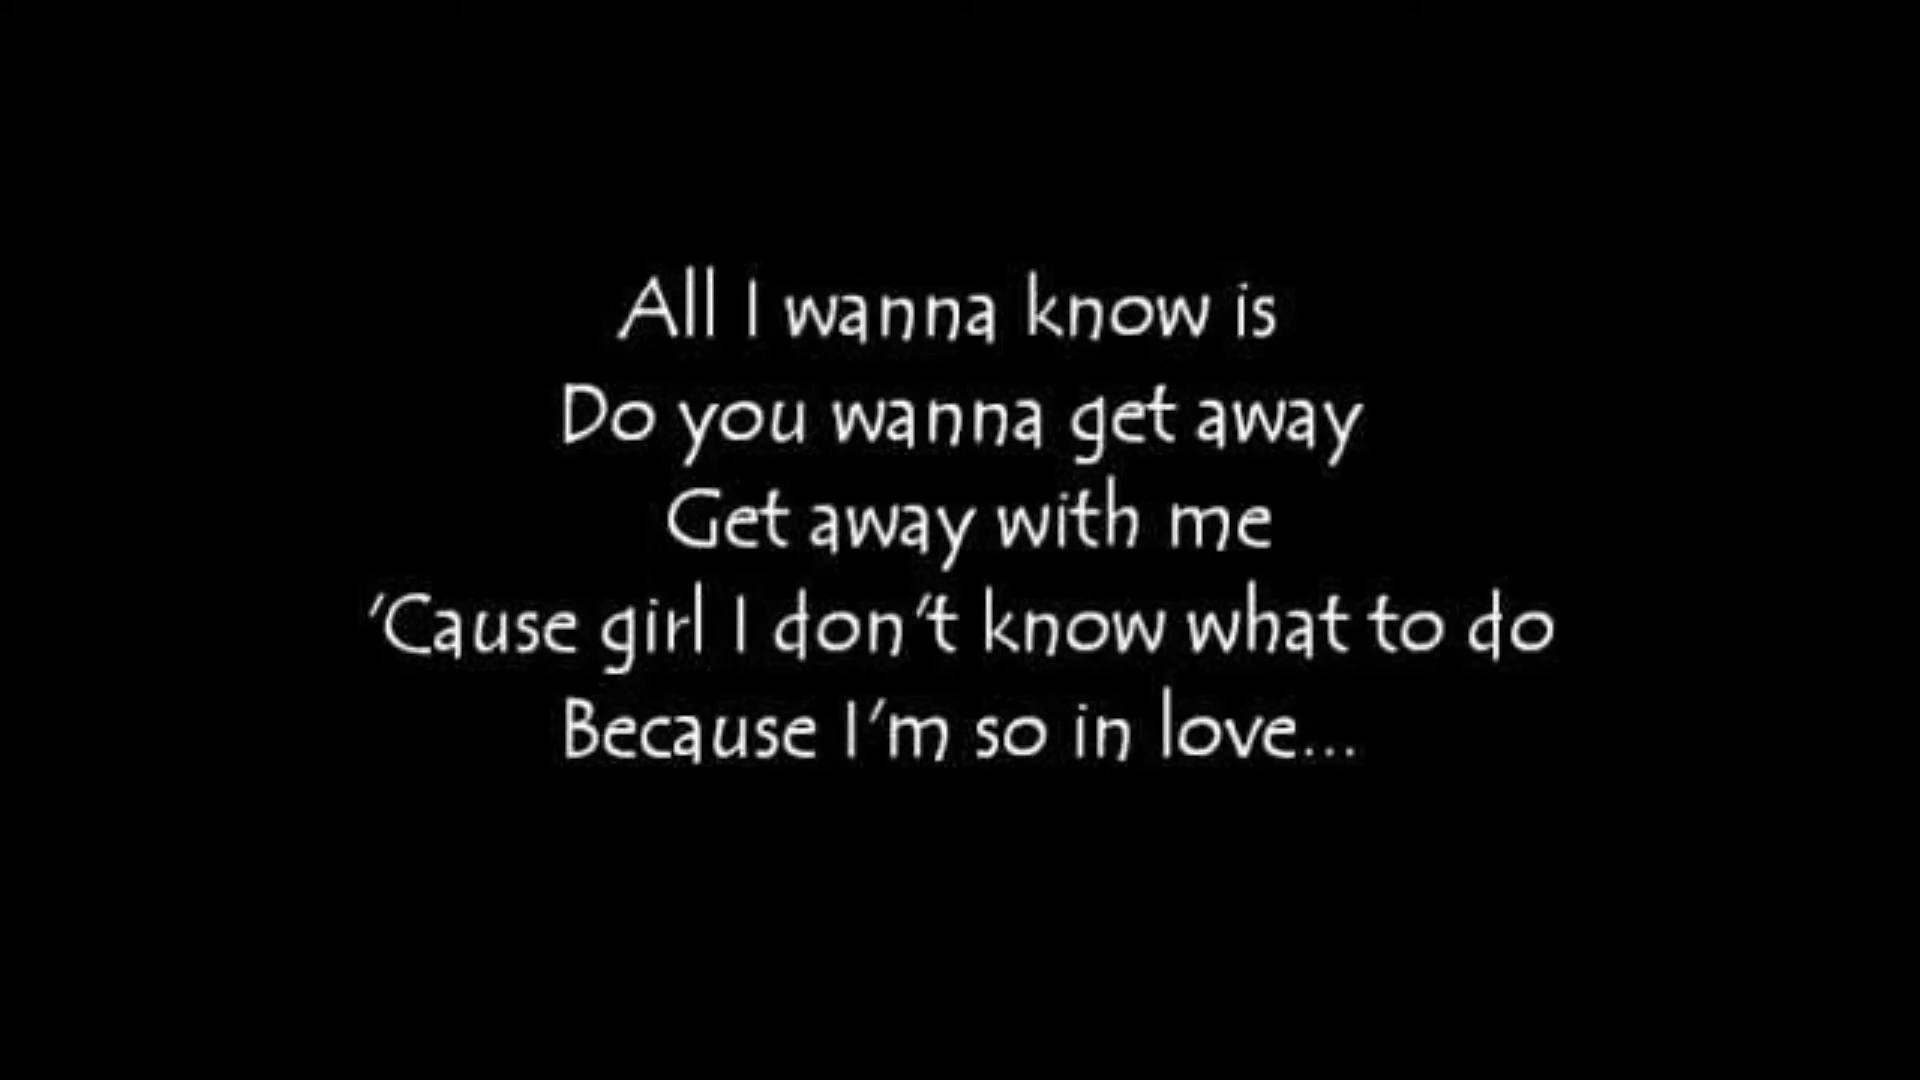 All I wanna know is
Do you wanna get away
Get away with me
'Cause girl I don't know what to do
Because I'm so in love...